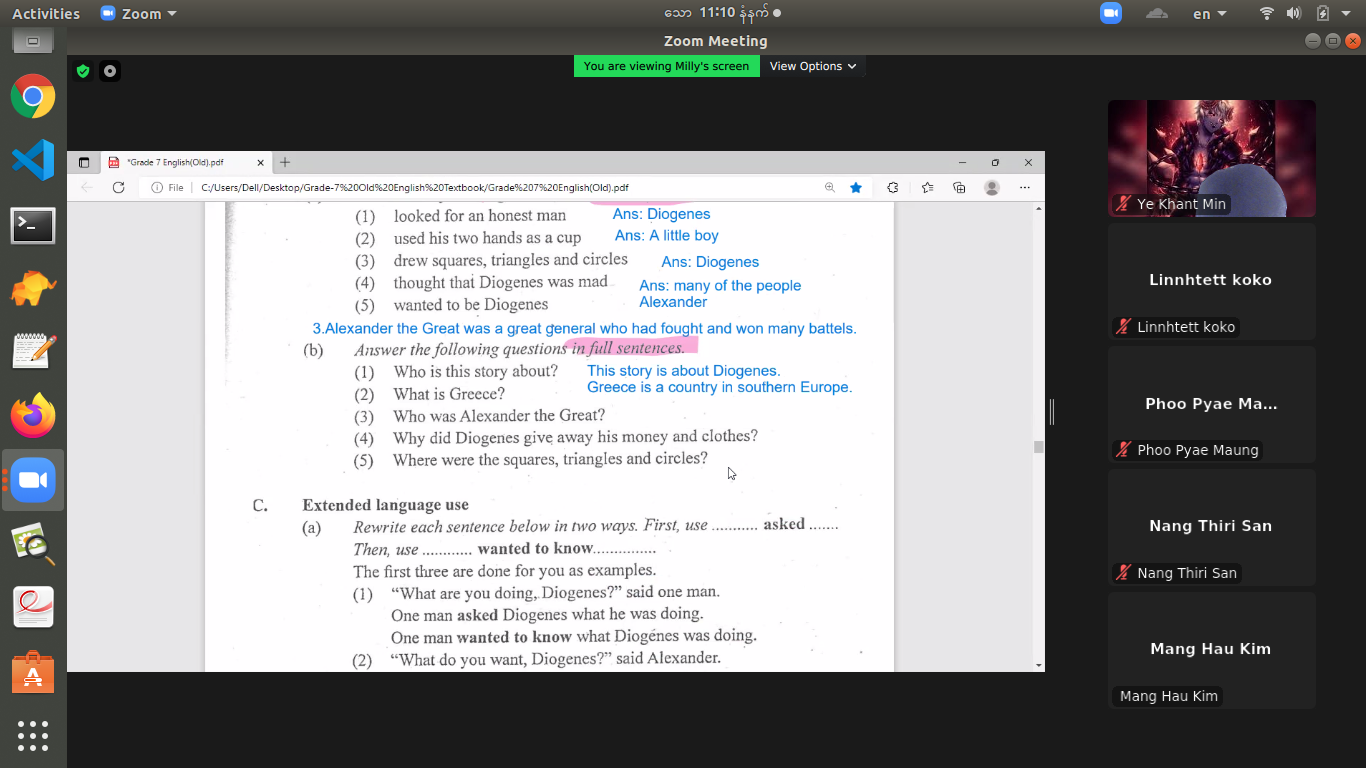 Activities
Zoom
သော 11:10 နံနက်
en
Zoom Meeting
You are viewing Milly's screen
View Options
*Grade 7 English(Old).pdf
File
C:/Users/Dell/Desktop/Grade-7%20Old%20English%20Textbook/Grade%207%20English(Old).pdf
(1) looked for an honest man Ans: Diogenes
(2) used his two hands as a cup Ans: A little boy
(3) drew squares, triangles and circles Ans: Diogenes
(4) thought that Diogenes was mad Ans: many of the people
(5) wanted to be Diogenes Alexander
3.Alexander the Great was a great general who had fought and won many battels.
(b) Answer the following questions in full sentences.
(1) Who is this story about? This story is about Diogenes.
(2) What is Greece? Greece is a country in southern Europe.
(3) Who was Alexander the Great?
(4) Why did Diogenes give away his money and clothes?
(5) Where were the squares, triangles and circles?
C. Extended language use
(a) Rewrite each sentence below in two ways. First, use .......... asked .......
Then, use ............ wanted to know...............
The first three are done for you as examples.
(1) “What are you doing, Diogenes?” said one man.
One man asked Diogenes what he was doing.
One man wanted to know what Diogenes was doing.
(2) “What do you want, Diogenes?” said Alexander.
Ye Khant Min
Linnhtett koko
Linnhtett koko
Phoo Pyae Ma...
Phoo Pyae Maung
Nang Thiri San
Nang Thiri San
Mang Hau Kim
Mang Hau Kim